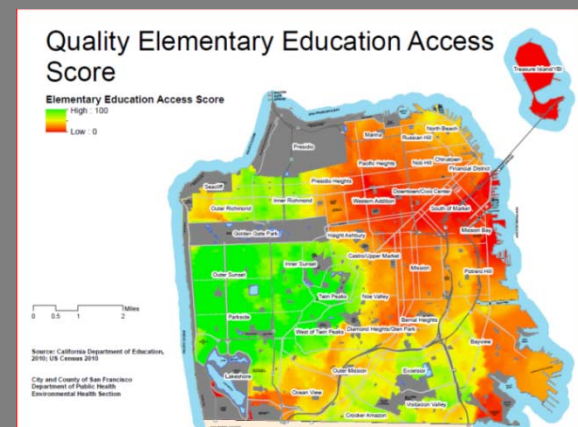 Quality Elementary Education Access
Score
Elementary Education Access Score
High : 100
Low : 0
Treasure Island/YBI
North Beach
Marina
Russian Hill
Presidio
Chinatown
Pacific Heights
Nob Hill
Financial District
Presidio Heights
Seacliff
Downtown/Civic Center
Inner Richmond
Western Addition
Outer Richmond
South of Market
Golden Gate Park
Haight Ashbury
Mission Bay
Castro/Upper Market
Inner Sunset
Outer Sunset
Mission
Potrero Hill
Twin Peaks
Noe Valley
Parkside
Bernal Heights
West of Twin Peaks
Diamond Heights/Glen Park
Bayview
Lakeshore
Outer Mission
Excelsior
Ocean View
Visitacion Valley
Crocker Amazon
Miles
0 0.5 1 2
Source: California Department of Education,
2010; US Census 2010
City and County of San Francisco
Department of Public Health
Environmental Health Section